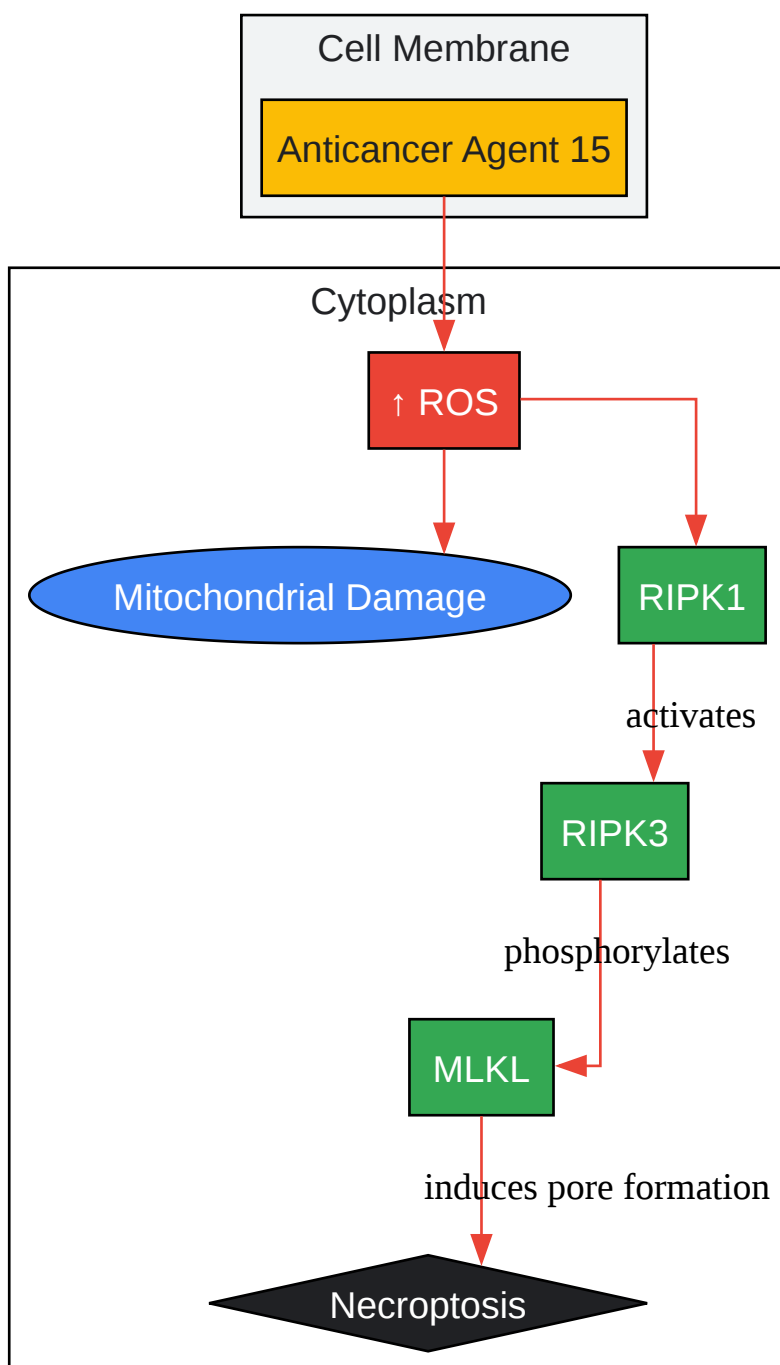 Cell Membrane
Anticancer Agent 15
Cytoplasm
↑ ROS
Mitochondrial Damage
RIPK1
activates
RIPK3
phosphorylates
MLKL
induces pore formation
Necroptosis